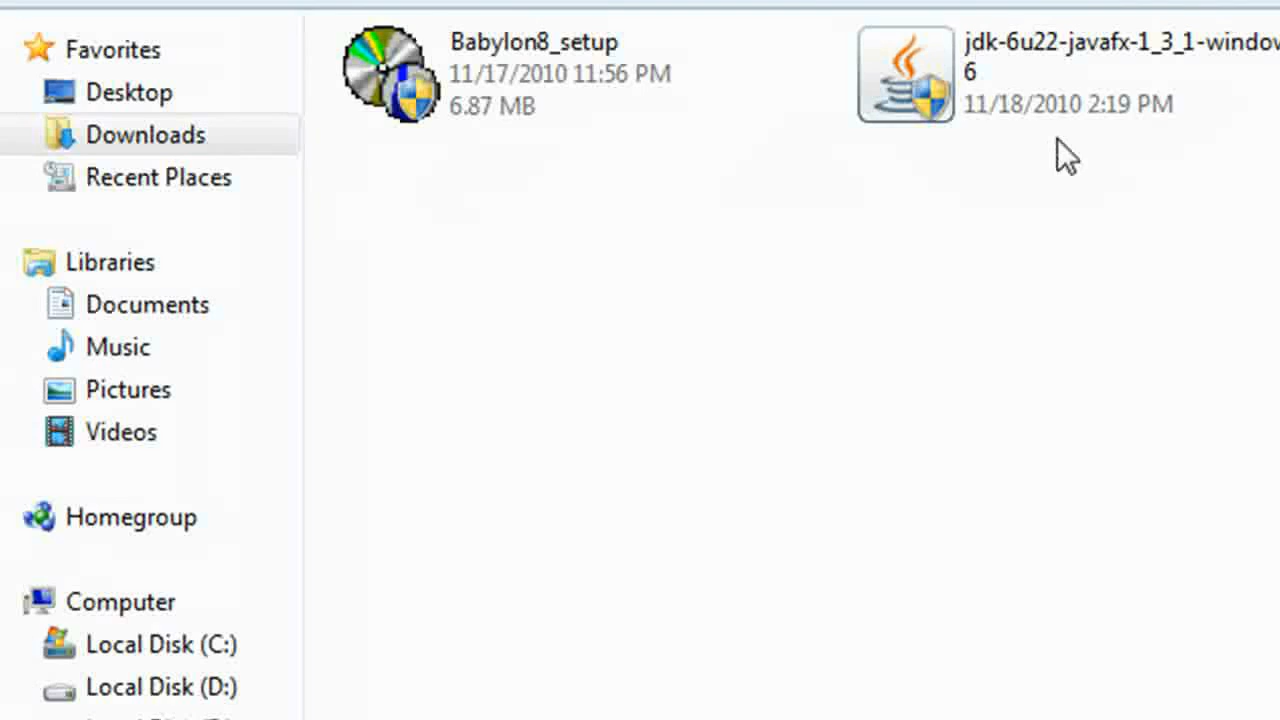 Favorites
Desktop
Downloads
Recent Places
Libraries
Documents
Music
Pictures
Videos
Homegroup
Computer
Local Disk (C:)
Local Disk (D:)
Babylon8_setup
11/17/2010 11:56 PM
6.87 MB
jdk-6u22-javafx-1_3_1-window
6
11/18/2010 2:19 PM